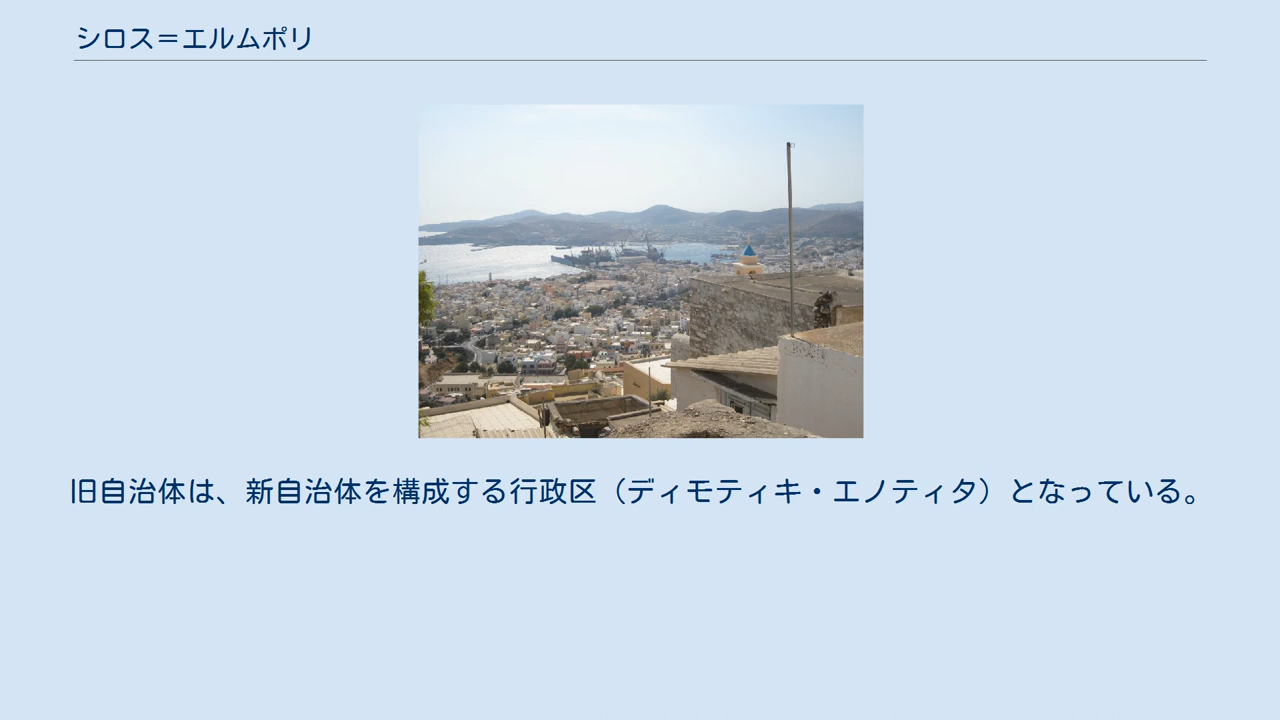 シロス＝エルムポリ
旧自治体は、新自治体を構成する行政区（ディモティキ・エノティタ）となっている。